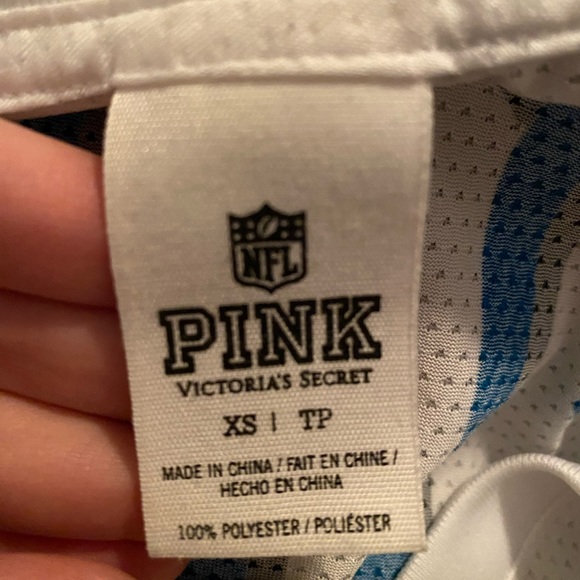 NFL
PINK
VICTORIA'S SECRET
XS | TP
MADE IN CHINA / FAIT EN CHINE /
HECHO EN CHINA
100% POLYESTER / POLIÉSTER